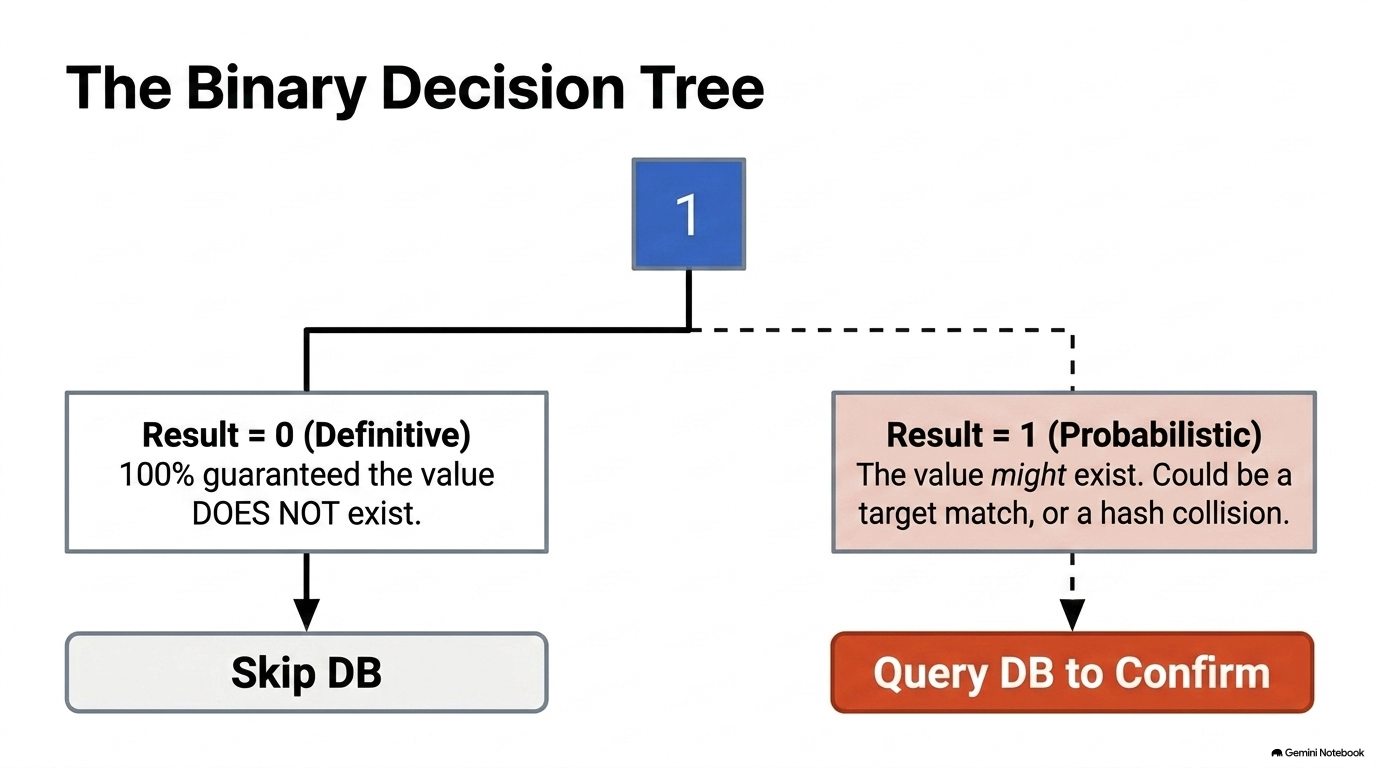 The Binary Decision Tree
1
Result = 0 (Definitive)
100% guaranteed the value
DOES NOT exist.
Result = 1 (Probabilistic)
The value might exist. Could be a
target match, or a hash collision.
Skip DB
Query DB to Confirm
Gemini Notebook